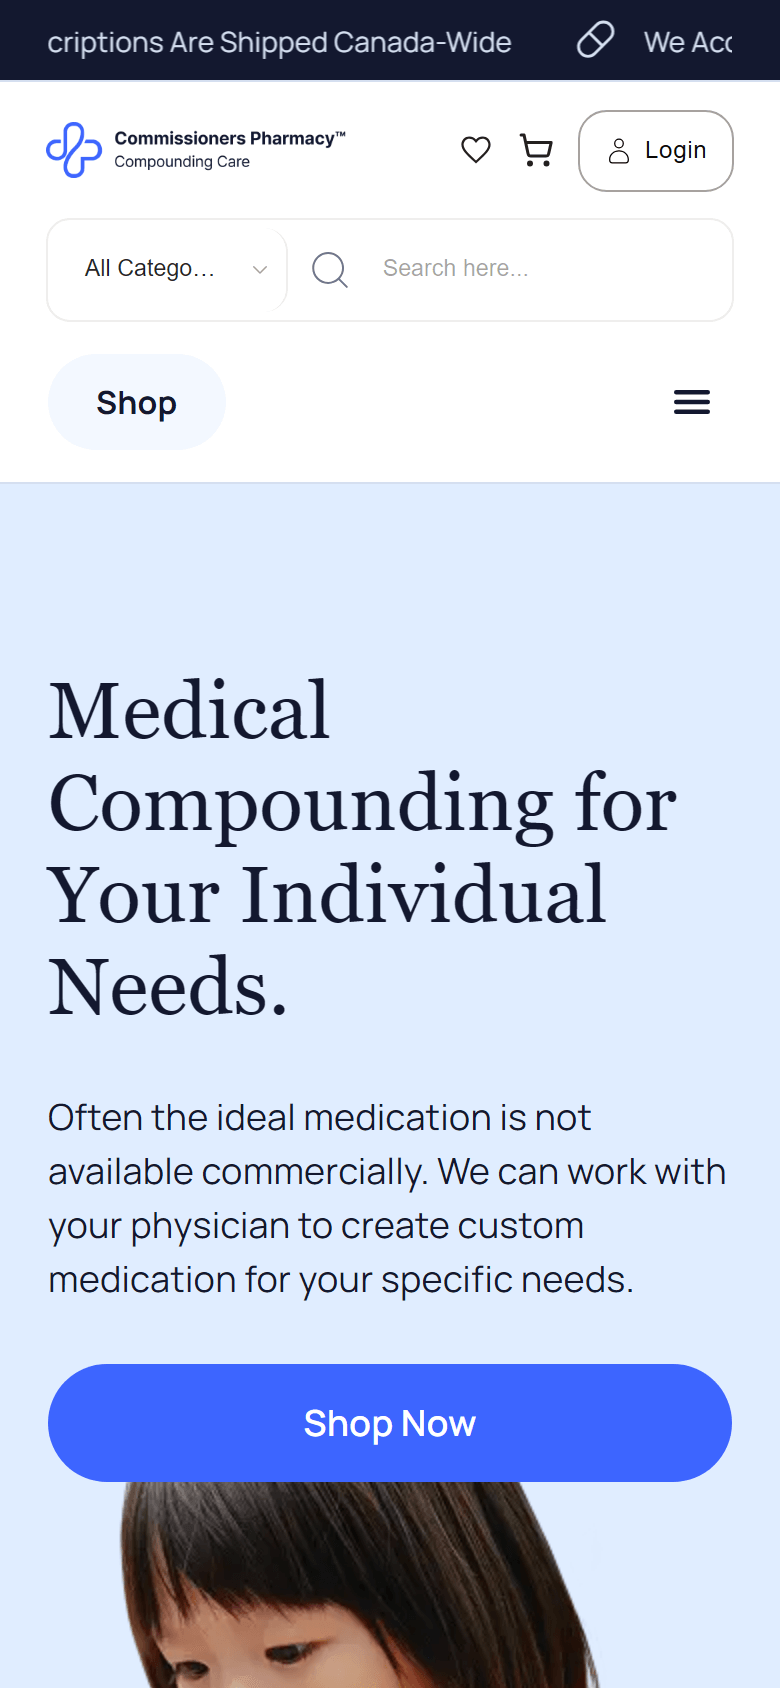 criptions Are Shipped Canada-Wide We
Commissioners Pharmacy™
Compounding Care
Login
All Catego...
Search here...
Shop
Medical
Compounding for
Your Individual
Needs.
Often the ideal medication is not
available commercially. We can work with
your physician to create custom
medication for your specific needs.
Shop Now